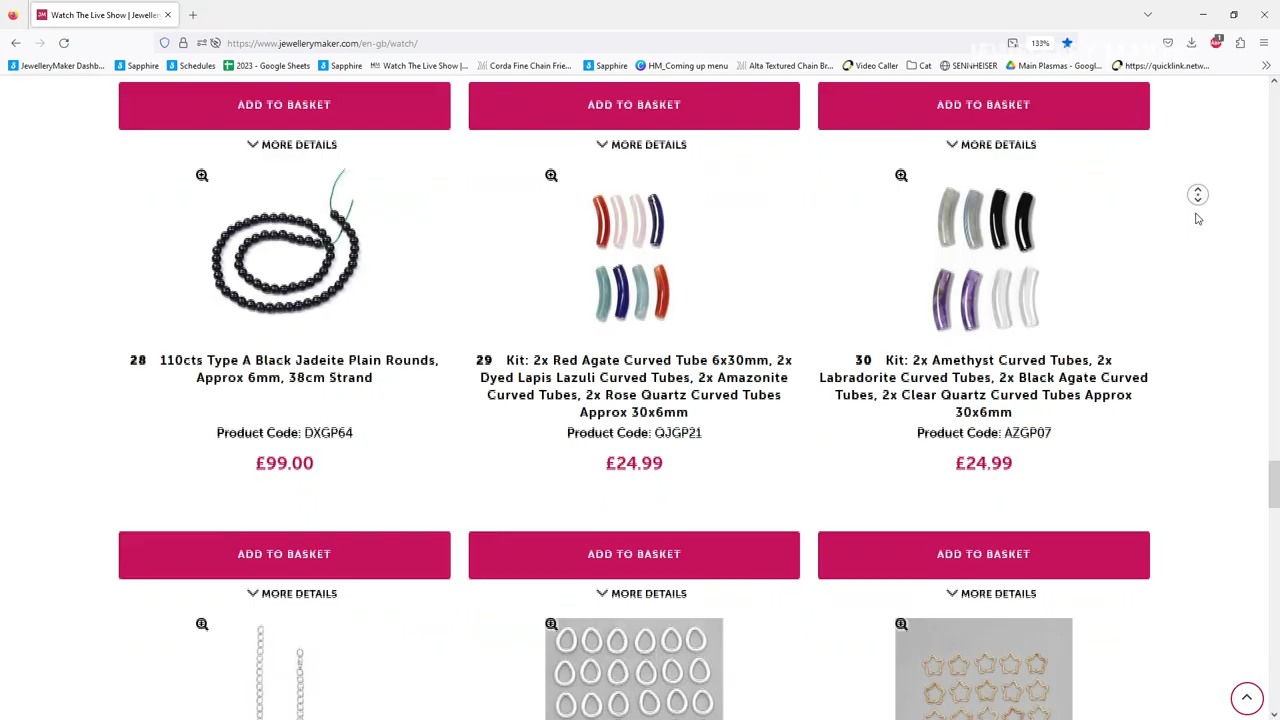 JM Watch The Live Show | Jeweller
https://www.jewellerymaker.com/en-gb/watch/
133%
JewelleryMaker Dashb... Sapphire Schedules 2023 - Google Sheets Sapphire Watch The Live Show |... Corda Fine Chain Frie... Sapphire HM_Coming up menu Alta Textured Chain Br... Video Caller Cat SENNHEISER Main Plasmas - Googl... https://quicklink.netw...
ADD TO BASKET ADD TO BASKET ADD TO BASKET
MORE DETAILS MORE DETAILS MORE DETAILS
28 110cts Type A Black Jadeite Plain Rounds,
Approx 6mm, 38cm Strand
Product Code: DXGP64
£99.00
29 Kit: 2x Red Agate Curved Tube 6x30mm, 2x
Dyed Lapis Lazuli Curved Tubes, 2x Amazonite
Curved Tubes, 2x Rose Quartz Curved Tubes
Approx 30x6mm
Product Code: QJGP21
£24.99
30 Kit: 2x Amethyst Curved Tubes, 2x
Labradorite Curved Tubes, 2x Black Agate Curved
Tubes, 2x Clear Quartz Curved Tubes Approx
30x6mm
Product Code: AZGP07
£24.99
ADD TO BASKET ADD TO BASKET ADD TO BASKET
MORE DETAILS MORE DETAILS MORE DETAILS